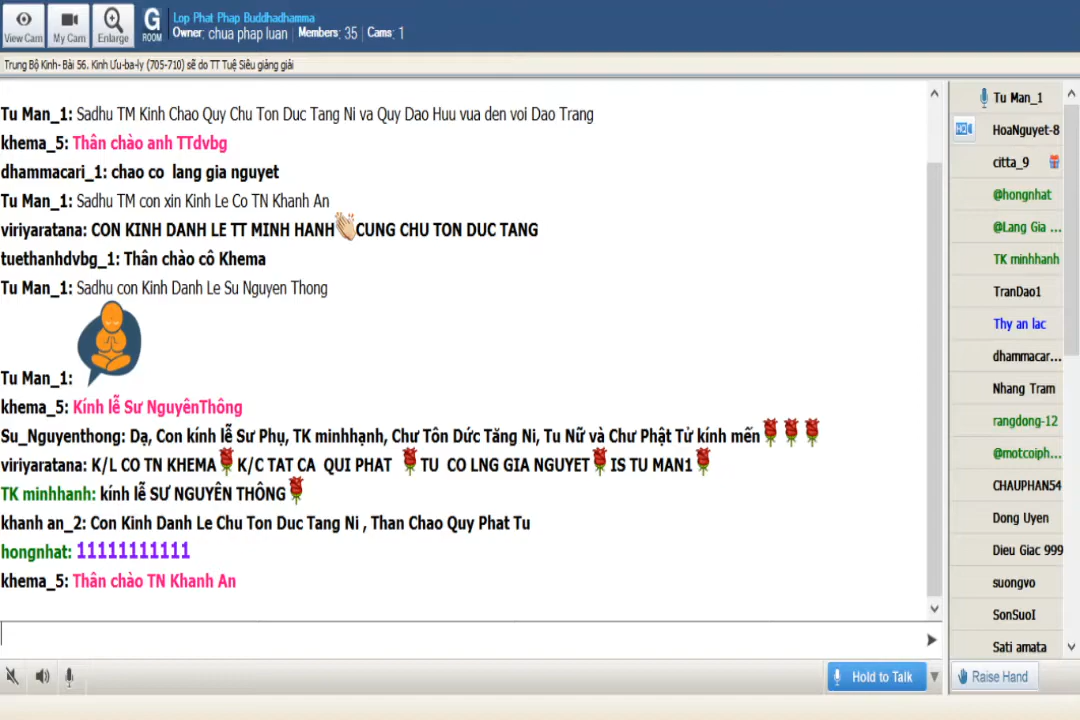 View Cam
My Cam
Enlarge
G
ROOM
Lop Phat Phap Buddhadhamma
Owner: chua phap luan | Members: 35 | Cams: 1
Trung Bộ Kinh- Bài 56. Kinh Ưu-ba-ly (705-710) sẽ do TT Tuệ Siêu giảng giải
Tu Man_1: Sadhu TM Kinh Chao Quy Chu Ton Duc Tang Ni va Quy Dao Huu vua den voi Dao Trang
khema_5: Thân chào anh TTdvbg
dhammacari_1: chao co lang gia nguyet
Tu Man_1: Sadhu TM con xin Kinh Le Co TN Khanh An
viriyaratana: CON KINH DANH LE TT MINH HANH CUNG CHU TON DUC TANG
tuethanhdvbg_1: Thân chào cô Khema
Tu Man_1: Sadhu con Kinh Danh Le Su Nguyen Thong
Tu Man_1:
khema_5: Kính lễ Sư NguyênThông
Su_Nguyenthong: Dạ, Con kính lễ Sư Phụ, TK minhhạnh, Chư Tôn Dức Tăng Ni, Tu Nữ và Chư Phật Tử kính mến
viriyaratana: K/L CO TN KHEMA K/C TAT CA QUI PHAT TU CO LNG GIA NGUYET IS TU MAN1
TK minhhanh: kính lễ SƯ NGUYÊN THÔNG
khanh an_2: Con Kinh Danh Le Chu Ton Duc Tang Ni , Than Chao Quy Phat Tu
hongnhat: 11111111111
khema_5: Thân chào TN Khanh An
Hold to Talk
Tu Man_1
HQ
HoaNguyet-8
citta_9
@hongnhat
@Lang Gia ...
TK minhhanh
TranDao1
Thy an lac
dhammacar...
Nhang Tram
rangdong-12
@motcoiph...
CHAUPHAN54
Dong Uyen
Dieu Giac 999
suongvo
SonSuoI
Sati amata
Raise Hand